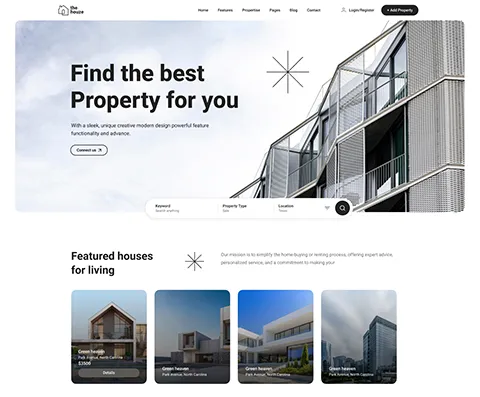 the
houze
Home Features Properties Pages Blog Contact
Login/Register
+ Add Property
Find the best
Property for you
With a sleek, unique creative modern design powerful feature
functionality and advance.
Connect us
Keyword
Property Type
Location
Search anything
Sale
Texas
Featured houses
for living
Our mission is to simplify the home-buying or renting process, offering expert advice,
personalized service, and a commitment to making your
Green heaven
Park Avenue, North Carolina
$3500
Details
Green heaven
Park Avenue, North Carolina
Green heaven
Park Avenue, North Carolina
Green heaven
Park Avenue, North Carolina